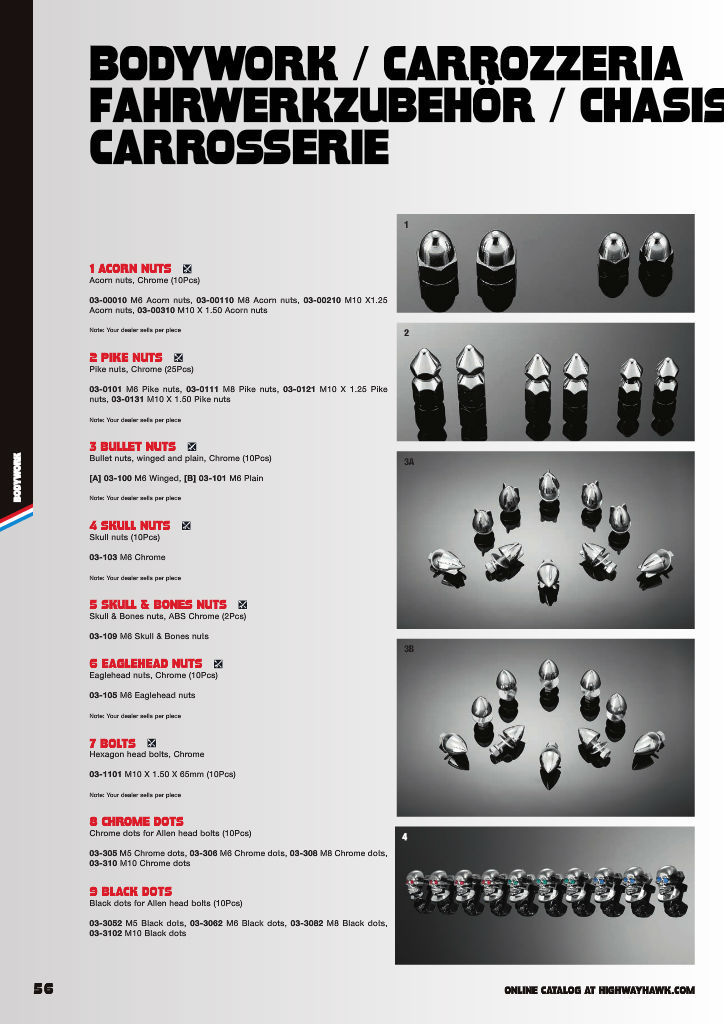 BODYWORK / CARROZZERIA
FAHRWERKZUBEHÖR / CHASIS
CARROSSERIE
1 ACORN NUTS
Acorn nuts, Chrome (10Pcs)
03-00010 M6 Acorn nuts, 03-00110 M8 Acorn nuts, 03-00210 M10 X1.25
Acorn nuts, 03-00310 M10 X 1.50 Acorn nuts
Note: Your dealer sells per piece
2 PIKE NUTS
Pike nuts, Chrome (25Pcs)
03-0101 M6 Pike nuts, 03-0111 M8 Pike nuts, 03-0121 M10 X 1.25 Pike
nuts, 03-0131 M10 X 1.50 Pike nuts
Note: Your dealer sells per piece
3 BULLET NUTS
Bullet nuts, winged and plain, Chrome (10Pcs)
[A] 03-100 M6 Winged, [B] 03-101 M6 Plain
Note: Your dealer sells per piece
4 SKULL NUTS
Skull nuts (10Pcs)
03-103 M6 Chrome
Note: Your dealer sells per piece
5 SKULL & BONES NUTS
Skull & Bones nuts, ABS Chrome (2Pcs)
03-109 M6 Skull & Bones nuts
6 EAGLEHEAD NUTS
Eaglehead nuts, Chrome (10Pcs)
03-105 M6 Eaglehead nuts
Note: Your dealer sells per piece
7 BOLTS
Hexagon head bolts, Chrome
03-1101 M10 X 1.50 X 65mm (10Pcs)
Note: Your dealer sells per piece
8 CHROME DOTS
Chrome dots for Allen head bolts (10Pcs)
03-305 M5 Chrome dots, 03-306 M6 Chrome dots, 03-308 M8 Chrome dots,
03-310 M10 Chrome dots
9 BLACK DOTS
Black dots for Allen head bolts (10Pcs)
03-3052 M5 Black dots, 03-3062 M6 Black dots, 03-3082 M8 Black dots,
03-3102 M10 Black dots
1
2
3A
3B
4
BODYWORK
56
ONLINE CATALOG AT HIGHWAYHAWK.COM